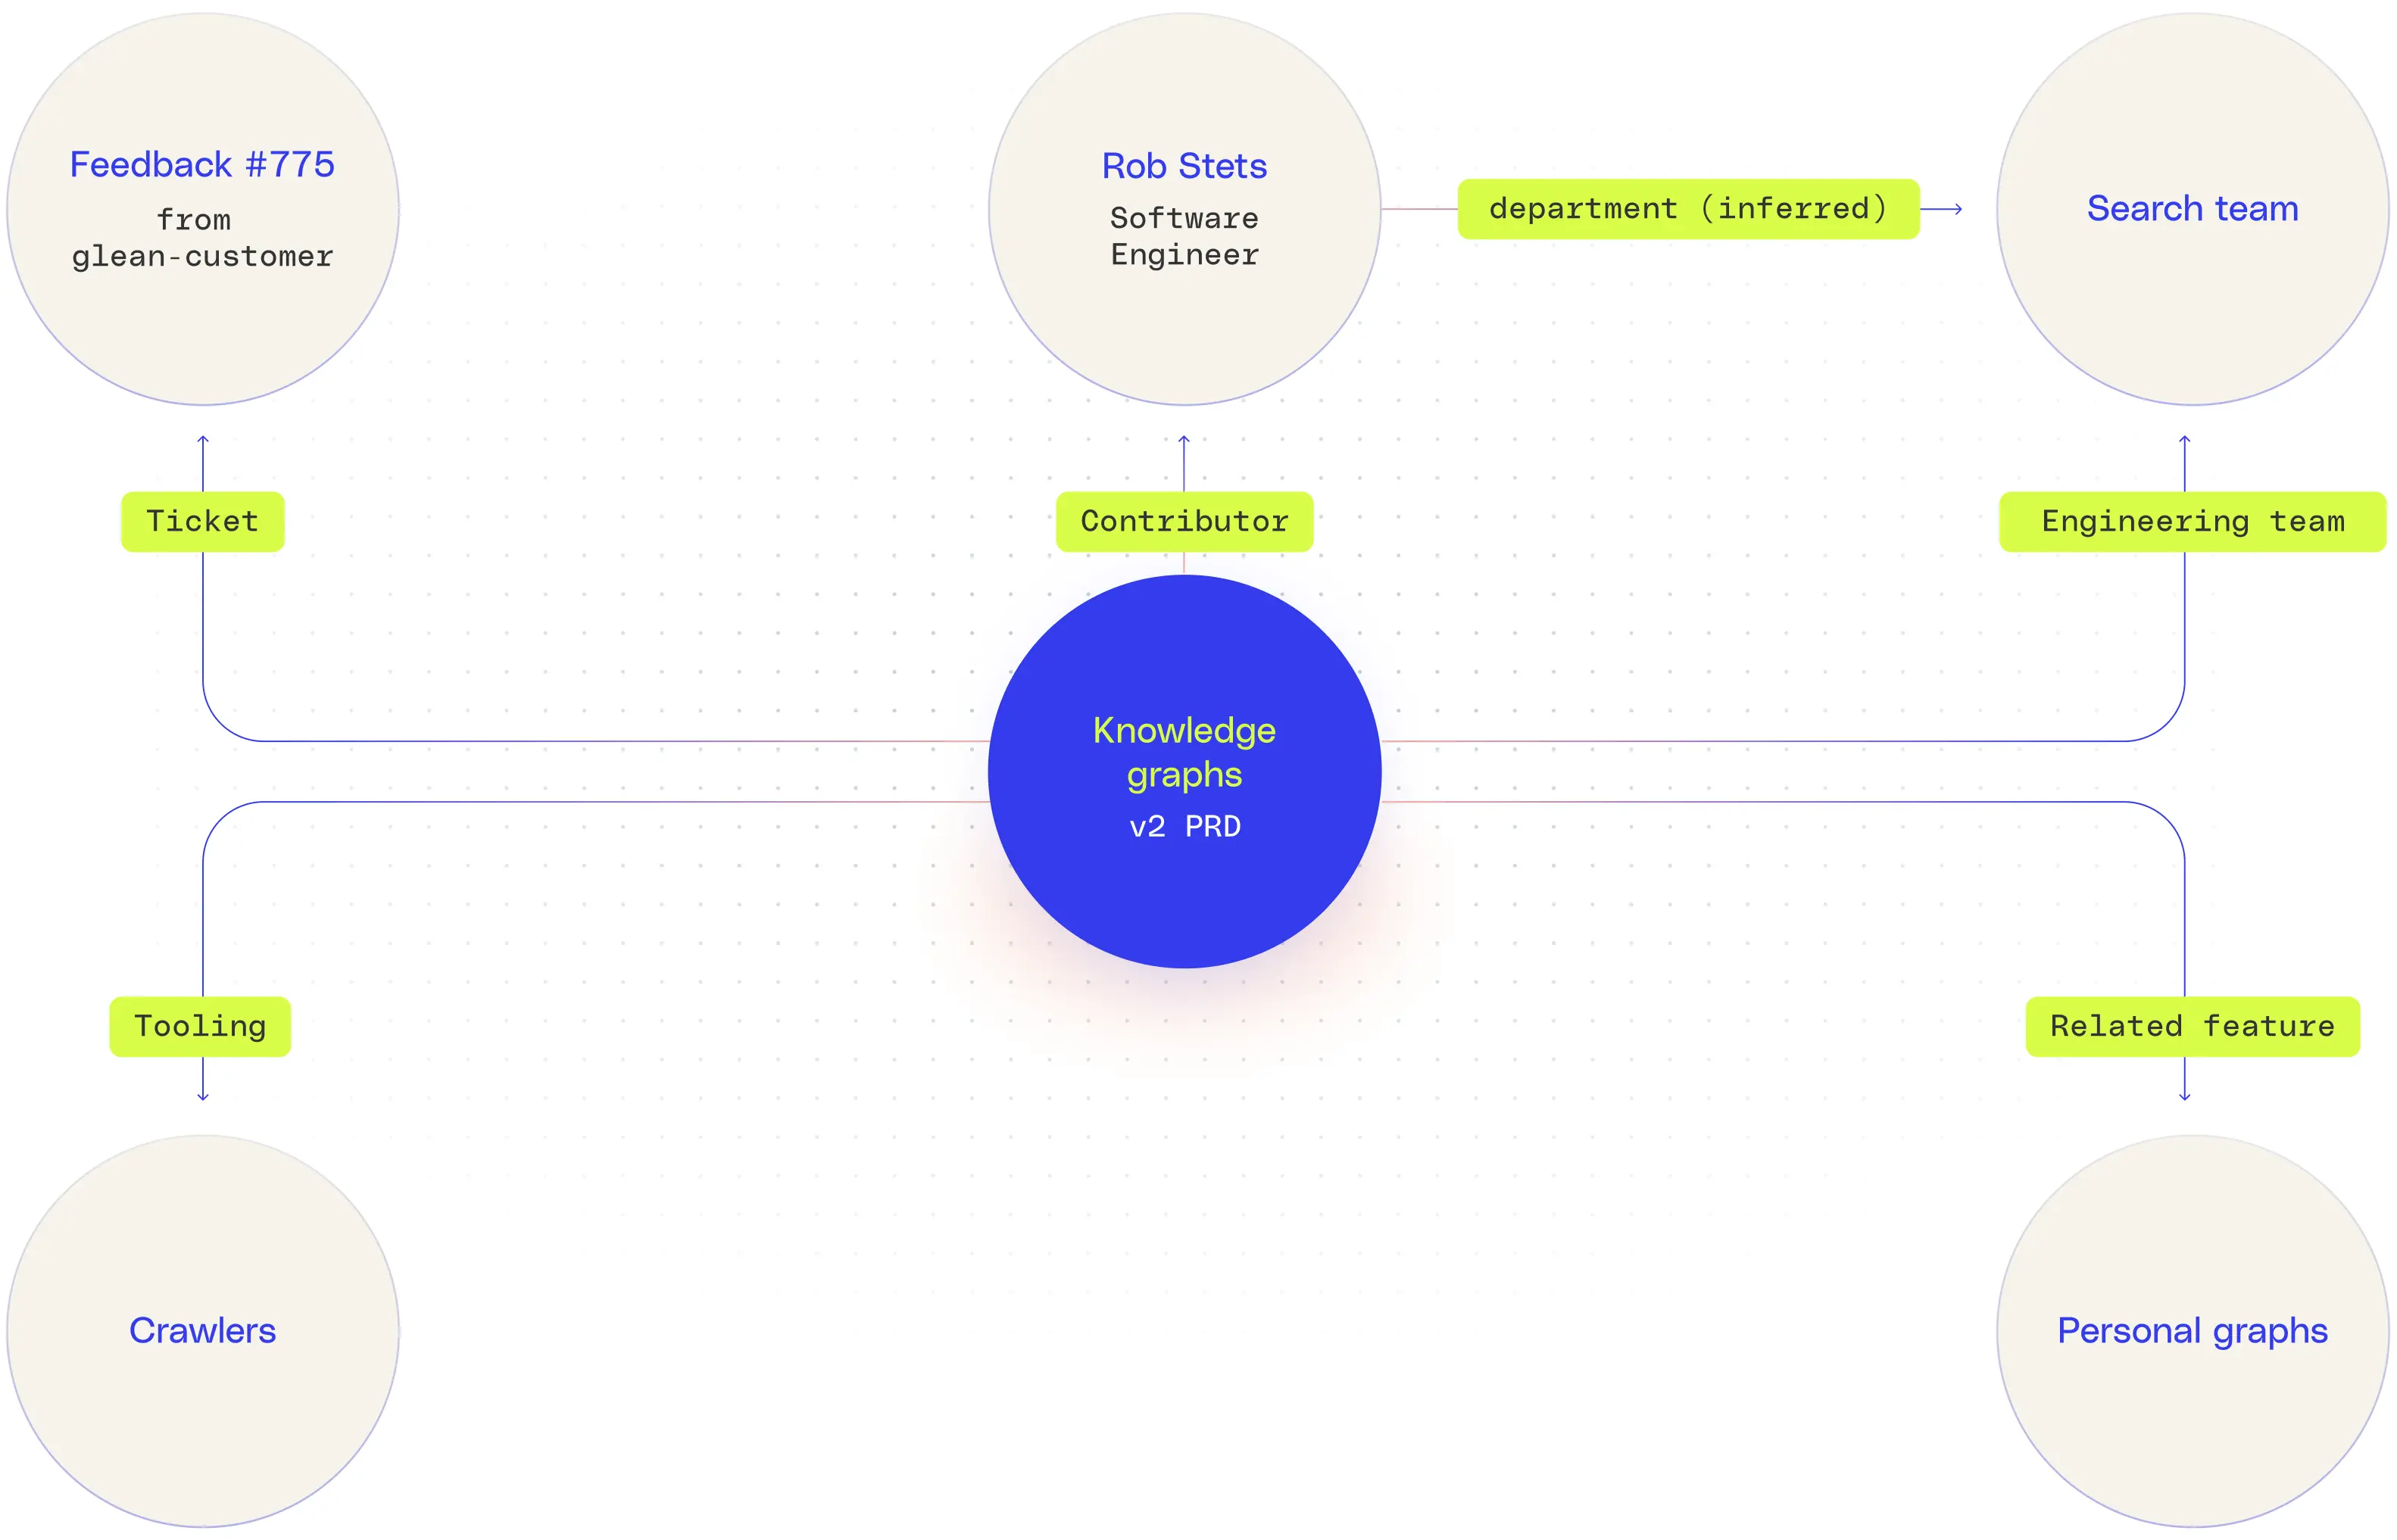 Feedback #775
from
glean-customer
Rob Stets
Software
Engineer
department (inferred)
Search team
Ticket
Contributor
Engineering team
Knowledge
graphs
v2 PRD
Tooling
Related feature
Crawlers
Personal graphs